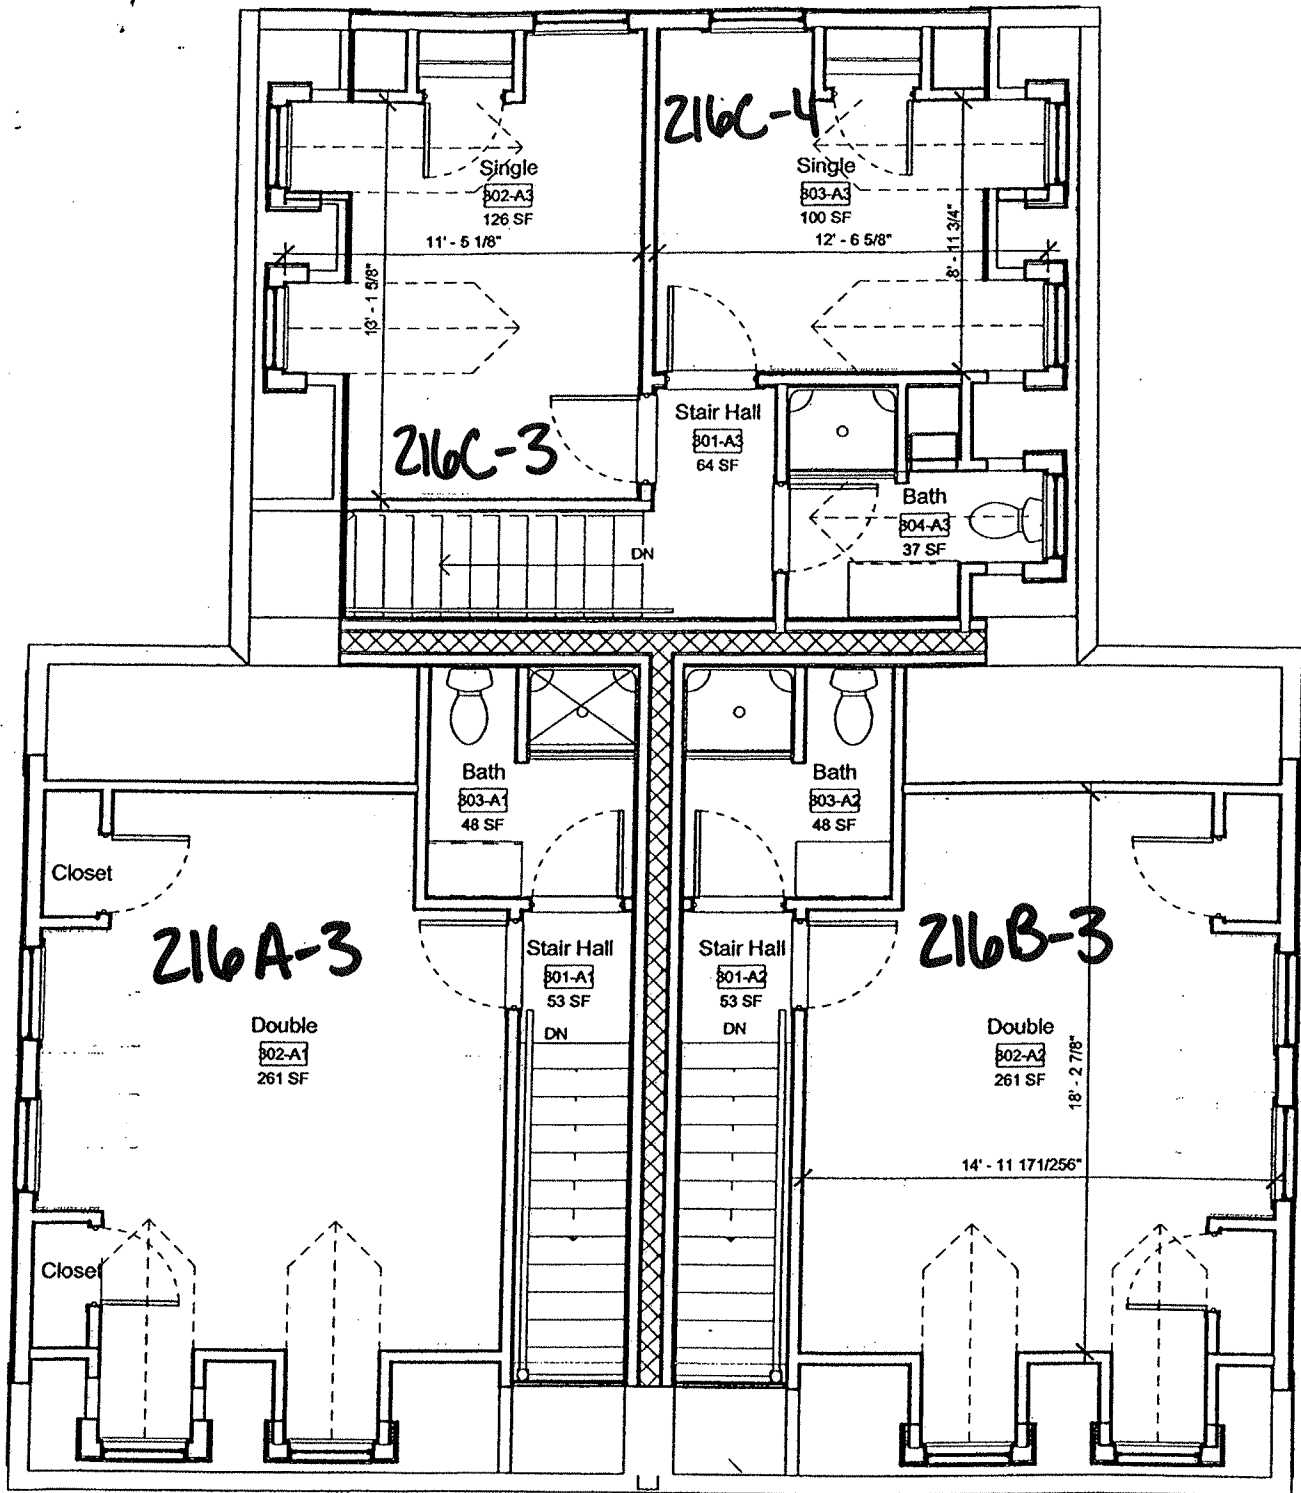 216C-4
Single
302-A3
126 SF
11' - 5 1/8"
13' - 1 5/8"
Single
303-A3
100 SF
12' - 6 5/8"
8' - 11 3/4"
216C-3
Stair Hall
301-A3
64 SF
DN
Bath
304-A3
37 SF
Bath
303-A1
48 SF
Bath
303-A2
48 SF
Closet
216A-3
Stair Hall
301-A1
53 SF
DN
Stair Hall
301-A2
53 SF
DN
216B-3
Double
302-A1
261 SF
Double
302-A2
261 SF
18' - 2 7/8"
14' - 11 171/256"
Closet